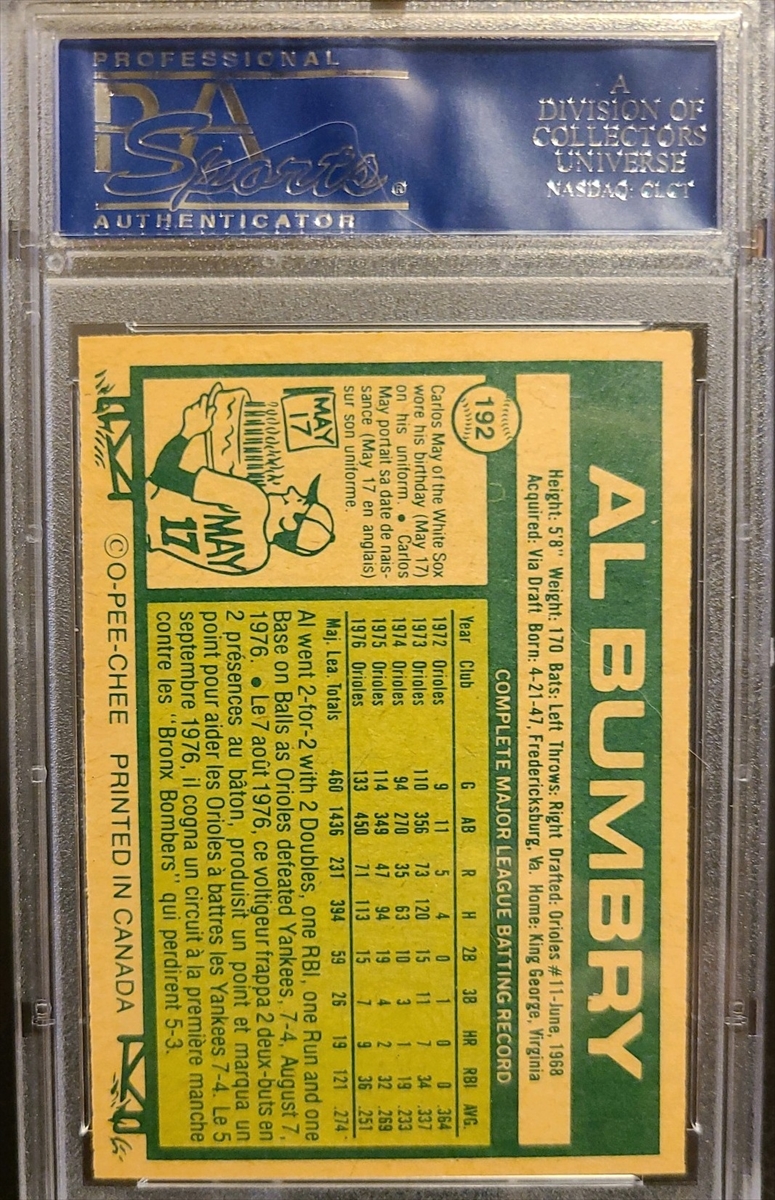 PROFESSIONAL
PSA
Sports®
AUTHENTICATOR
A
DIVISION OF
COLLECTORS
UNIVERSE
NASDAQ: CLCT
AL BUMBRY
Height: 5'8" Weight: 170 Bats: Left Throws: Right Drafted: Orioles #11-June, 1968
Acquired: Via Draft Born: 4-21-47, Fredericksburg, Va. Home: King George, Virginia
192
COMPLETE MAJOR LEAGUE BATTING RECORD
Carlos May of the White Sox
wore his birthday (May 17)
on his uniform. • Carlos
May portait sa date de nais-
sance (May 17 en anglais)
sur son uniforme.
MAY
17
MAY
17
Year Club G AB R H 2B 3B HR RBI AVG.
1972 Orioles 9 11 5 4 0 1 0 0 .364
1973 Orioles 110 356 73 120 15 11 7 34 .337
1974 Orioles 94 270 35 63 10 3 1 19 .233
1975 Orioles 114 349 47 94 19 4 2 32 .269
1976 Orioles 133 450 71 113 15 7 9 36 .251
Maj. Lea. Totals 460 1436 231 394 59 26 19 121 .274
Al went 2-for-2 with 2 Doubles, one RBI, one Run and one
Base on Balls as Orioles defeated Yankees, 7-4, August 7,
1976. • Le 7 août 1976, ce voltigeur frappa 2 deux-buts en
2 présences au bâton, produisit un point et marqua un
point pour aider les Orioles à battres les Yankees 7-4. Le 5
septembre 1976, il cogna un circuit à la première manche
contre les "Bronx Bombers" qui perdirent 5-3.
© O-PEE-CHEE PRINTED IN CANADA